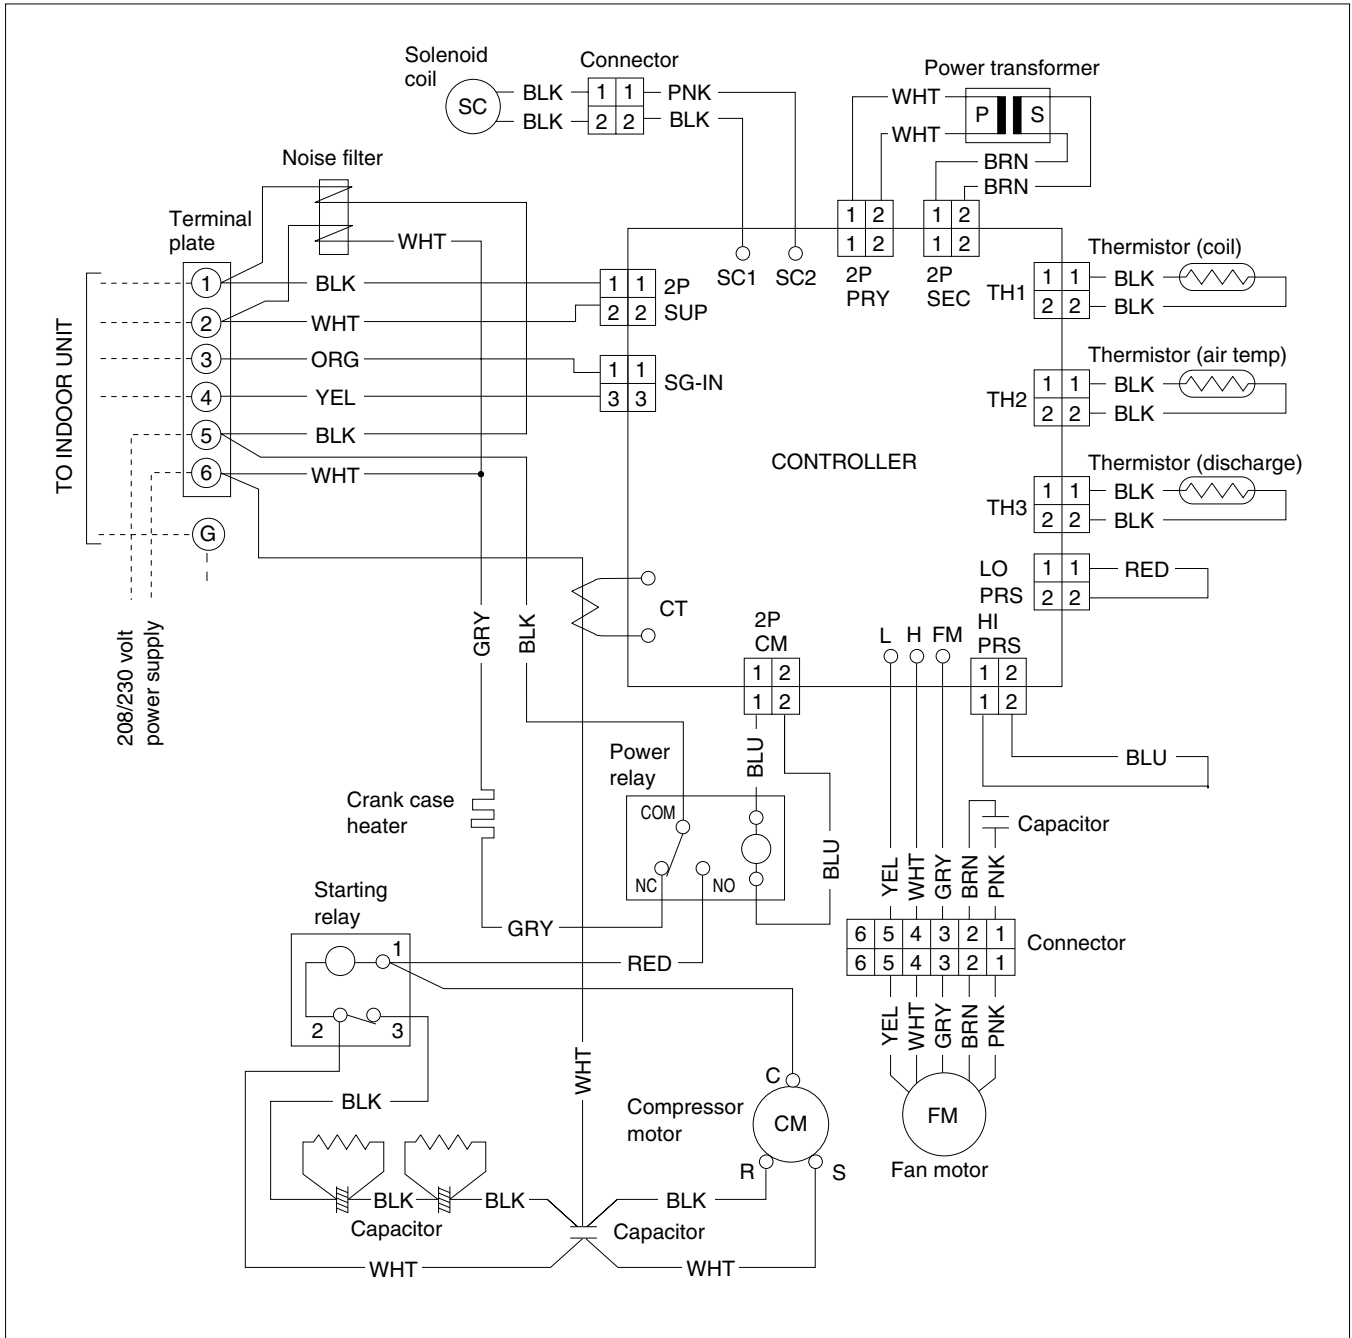 Solenoid
coil
SC
BLK
BLK
Connector
1 1
2 2
PNK
BLK
Power transformer
WHT
WHT
P S
BRN
BRN
Noise filter
WHT
Terminal
plate
1
2
3
4
5
6
G
TO INDOOR UNIT
208/230 volt
power supply
BLK
WHT
ORG
YEL
BLK
WHT
1 1
2 2
2P
SUP
1 1
3 3
SG-IN
SC1
SC2
1 2
1 2
2P
PRY
1 2
1 2
2P
SEC
Thermistor (coil)
TH1
1 1
2 2
BLK
BLK
Thermistor (air temp)
TH2
1 1
2 2
BLK
BLK
CONTROLLER
Thermistor (discharge)
TH3
1 1
2 2
BLK
BLK
LO
PRS
1 1
2 2
RED
HI
PRS
1 2
1 2
BLU
CT
2P
CM
1 2
1 2
L
H
FM
GRY
BLK
BLU
BLU
Power
relay
COM
NC
NO
Crank case
heater
GRY
RED
Starting
relay
1
2
3
Capacitor
YEL
WHT
GRY
BRN
PNK
6 5 4 3 2 1
6 5 4 3 2 1
Connector
YEL
WHT
GRY
BRN
PNK
FM
Fan motor
WHT
BLK
Compressor
motor
C
CM
R
S
BLK
BLK
BLK
Capacitor
Capacitor
WHT
WHT